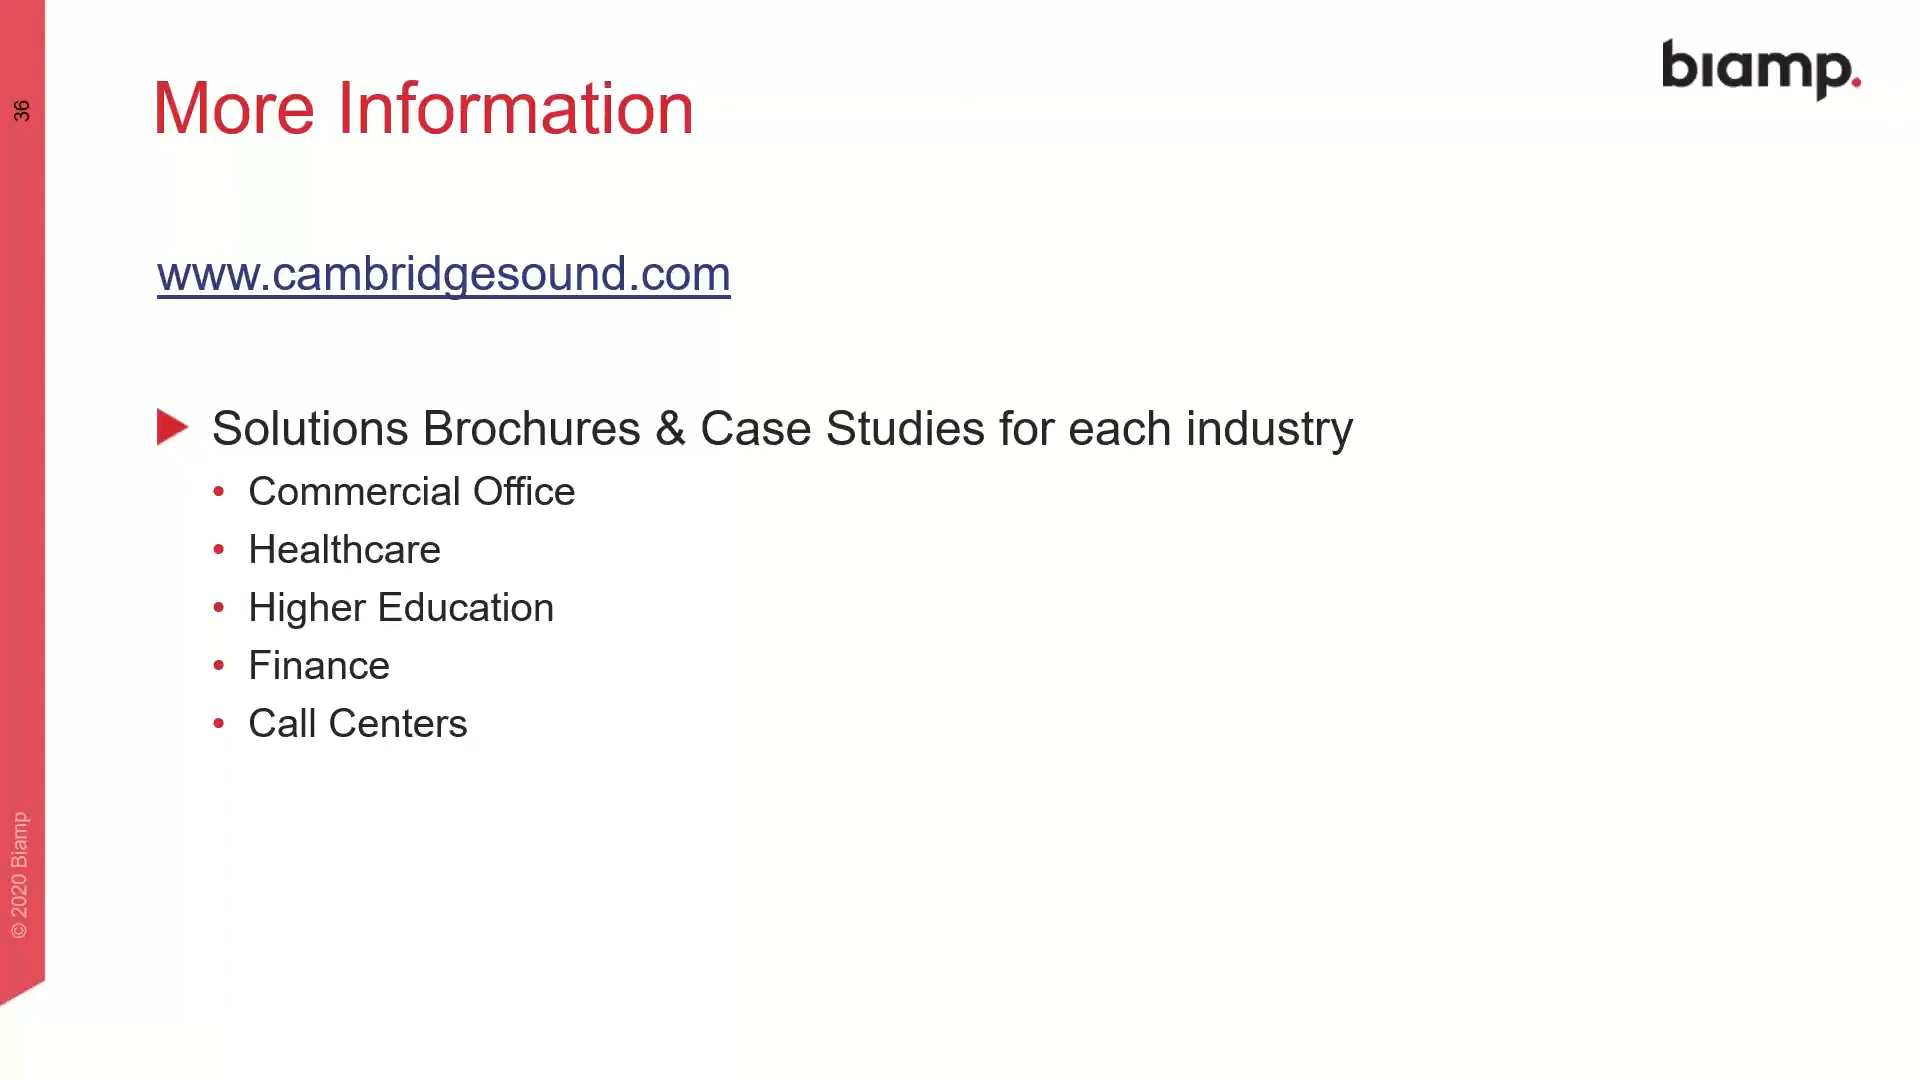 36
More Information
biamp.
www.cambridgesound.com
Solutions Brochures & Case Studies for each industry
• Commercial Office
• Healthcare
• Higher Education
• Finance
• Call Centers
© 2020 Biamp